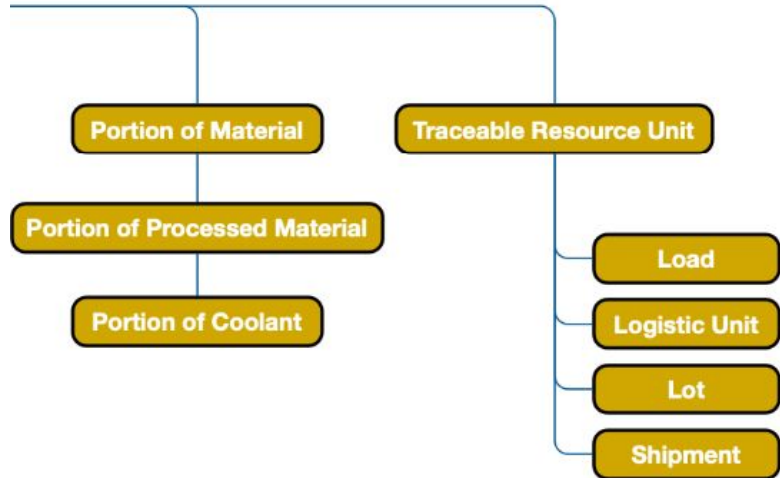 Portion of Material
Traceable Resource Unit
Portion of Processed Material
Load
Portion of Coolant
Logistic Unit
Lot
Shipment